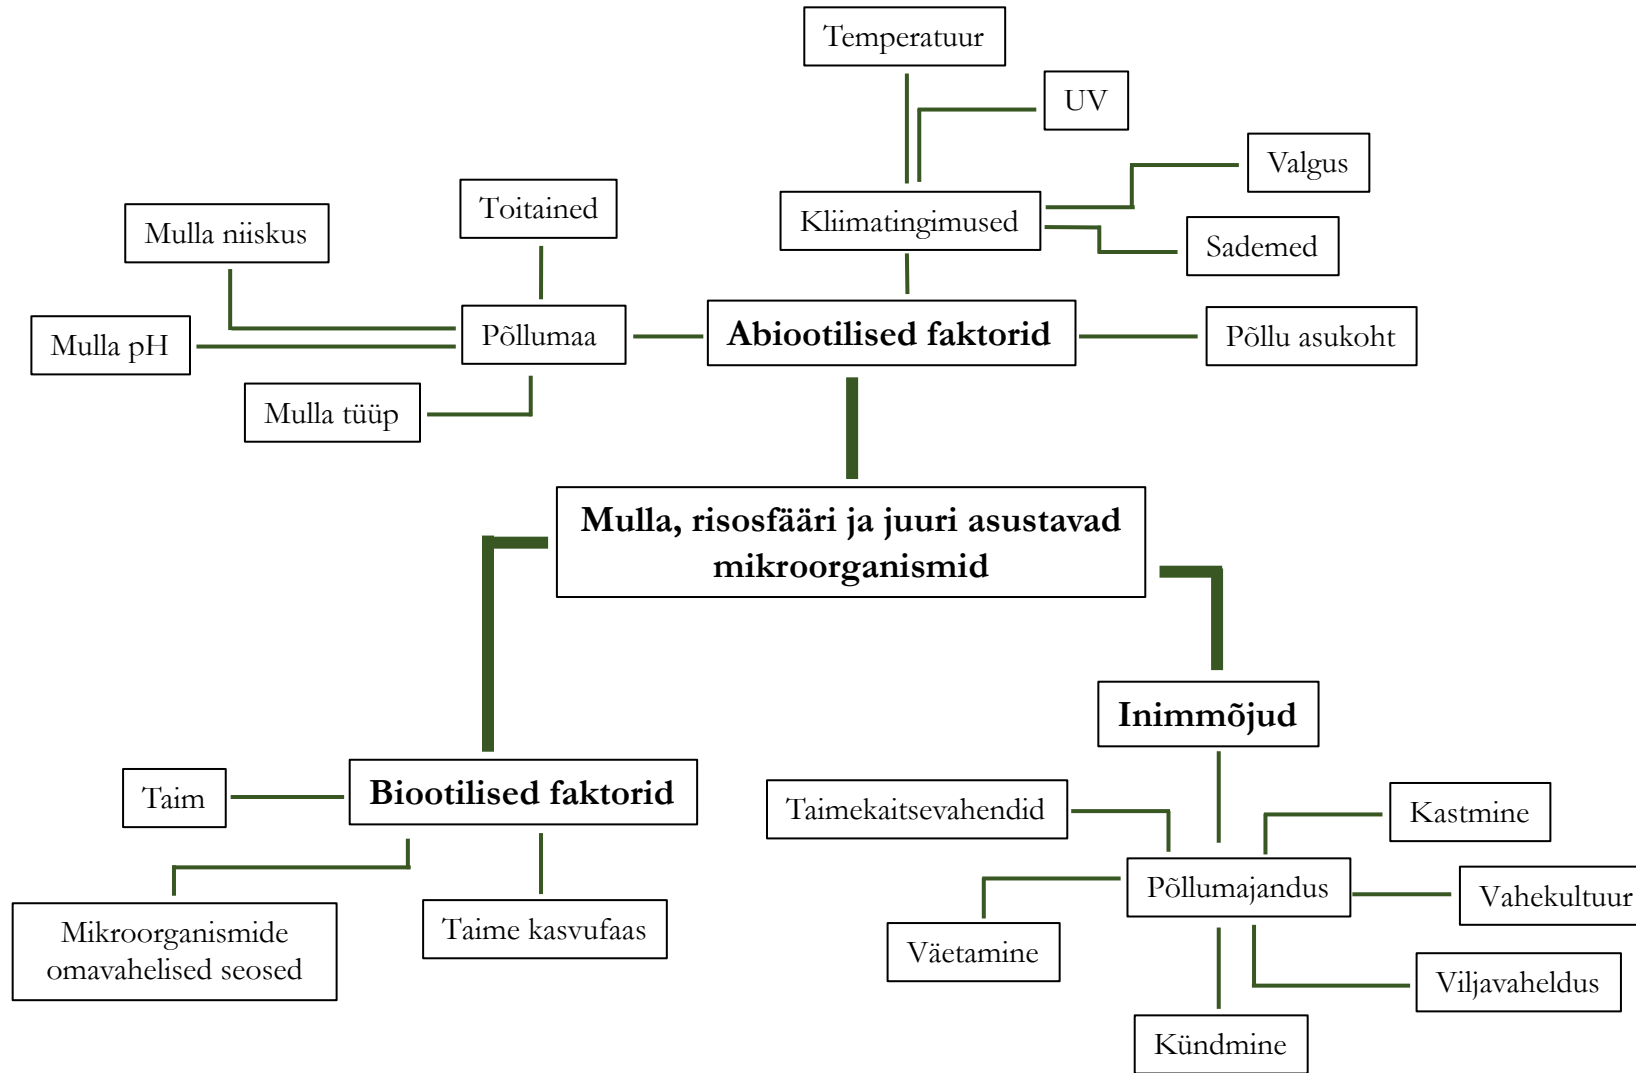 Temperatuur
UV
Valgus
Toitained
Kliimatingimused
Mulla niiskus
Sademed
Mulla pH
Põllumaa
Abiootilised faktorid
Põllu asukoht
Mulla tüüp
Mulla, risosfääri ja juuri asustavad
mikroorganismid
Inimmõjud
Taim
Biootilised faktorid
Taimekaitsevahendid
Kastmine
Põllumajandus
Vahekultuur
Mikroorganismide
omavahelised seosed
Taime kasvufaas
Väetamine
Viljavaheldus
Kündmine